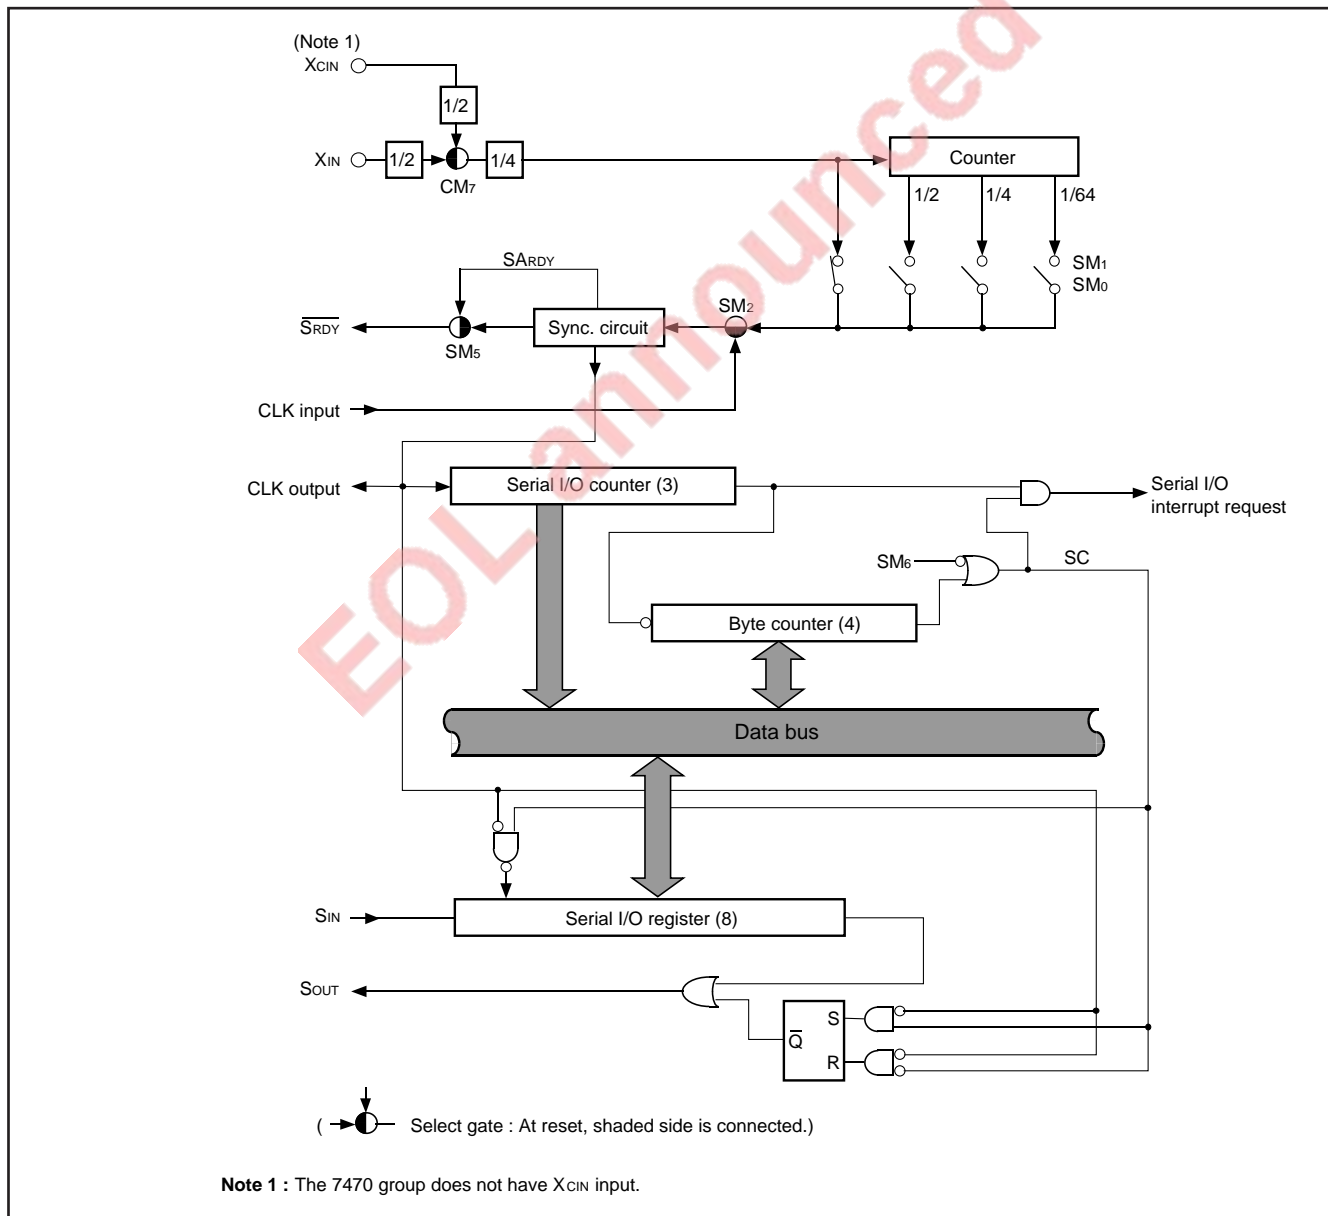 (Note 1)
XCIN
1/2
XIN
1/2
1/4
CM7
Counter
1/2
1/4
1/64
SM1
SM0
SARDY
SM2
SRDY
Sync. circuit
SM5
CLK input
CLK output
Serial I/O counter (3)
Serial I/O
interrupt request
SM6
SC
Byte counter (4)
Data bus
SIN
Serial I/O register (8)
SOUT
S
Q
R
( Select gate : At reset, shaded side is connected.)
Note 1 : The 7470 group does not have XCIN input.
EOL announced